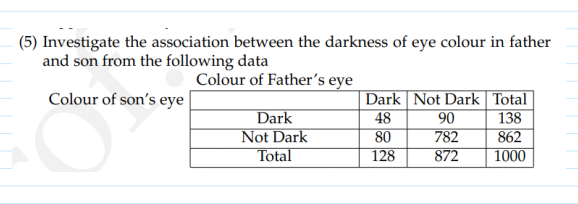 (5) Investigate the association between the darkness of eye colour in father
and son from the following data
Colour of Father's eye
Colour of son's eye Dark Not Dark Total
Dark 48 90 138
Not Dark 80 782 862
Total 128 872 1000